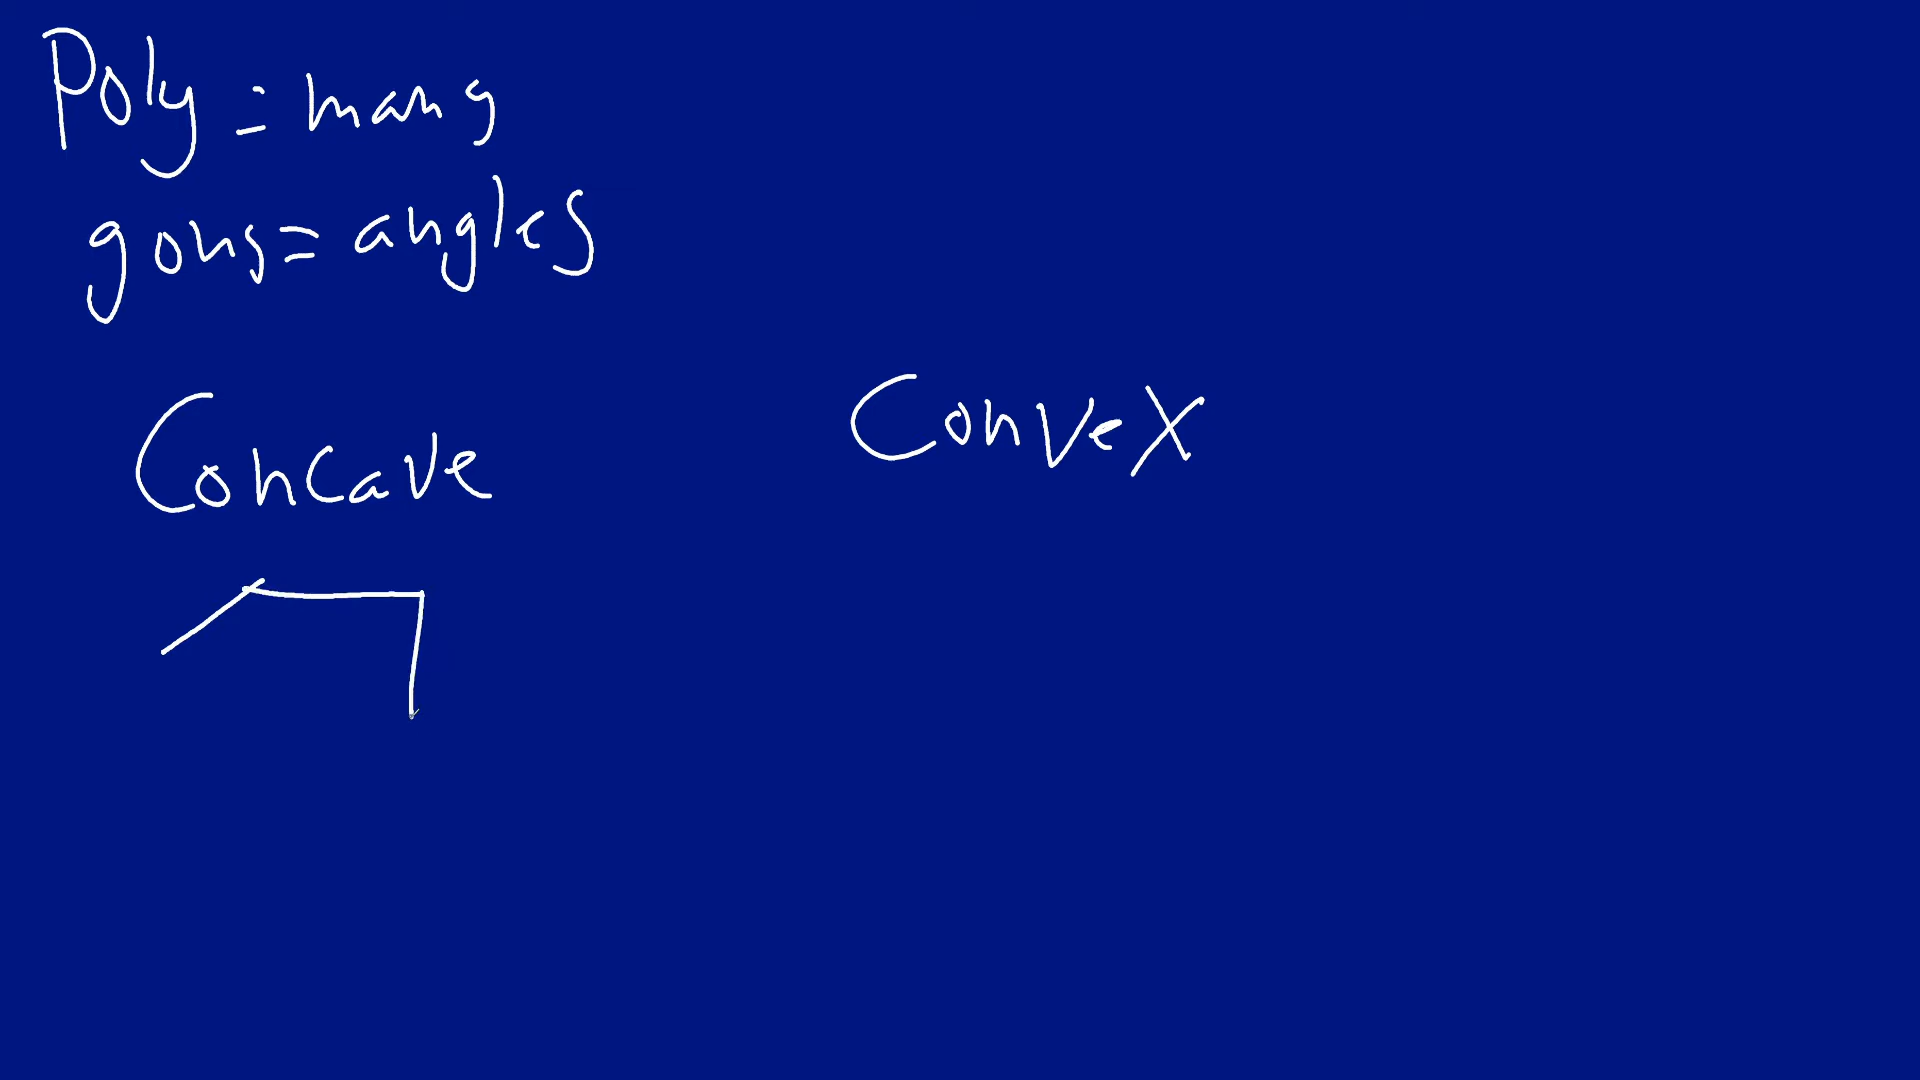 Poly = many
gons = angles
Concave
Convex